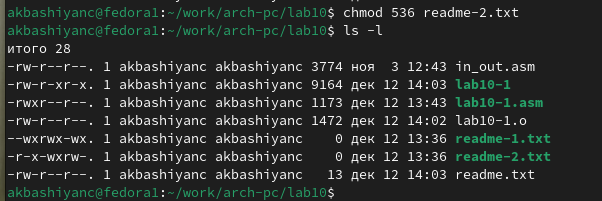 akbashiyanc@fedora1:~/work/arch-pc/lab10$ chmod 536 readme-2.txt
akbashiyanc@fedora1:~/work/arch-pc/lab10$ ls -l
итого 28
-rw-r--r--. 1 akbashiyanc akbashiyanc 3774 ноя  3 12:43 in_out.asm
-rw-r-xr-x. 1 akbashiyanc akbashiyanc 9164 дек 12 14:03 lab10-1
-rwxr--r--. 1 akbashiyanc akbashiyanc 1173 дек 12 13:43 lab10-1.asm
-rw-r--r--. 1 akbashiyanc akbashiyanc 1472 дек 12 14:02 lab10-1.o
--wxrwx-wx. 1 akbashiyanc akbashiyanc    0 дек 12 13:36 readme-1.txt
-r-x-wxrw-. 1 akbashiyanc akbashiyanc    0 дек 12 13:36 readme-2.txt
-rw-r--r--. 1 akbashiyanc akbashiyanc   13 дек 12 14:03 readme.txt
akbashiyanc@fedora1:~/work/arch-pc/lab10$